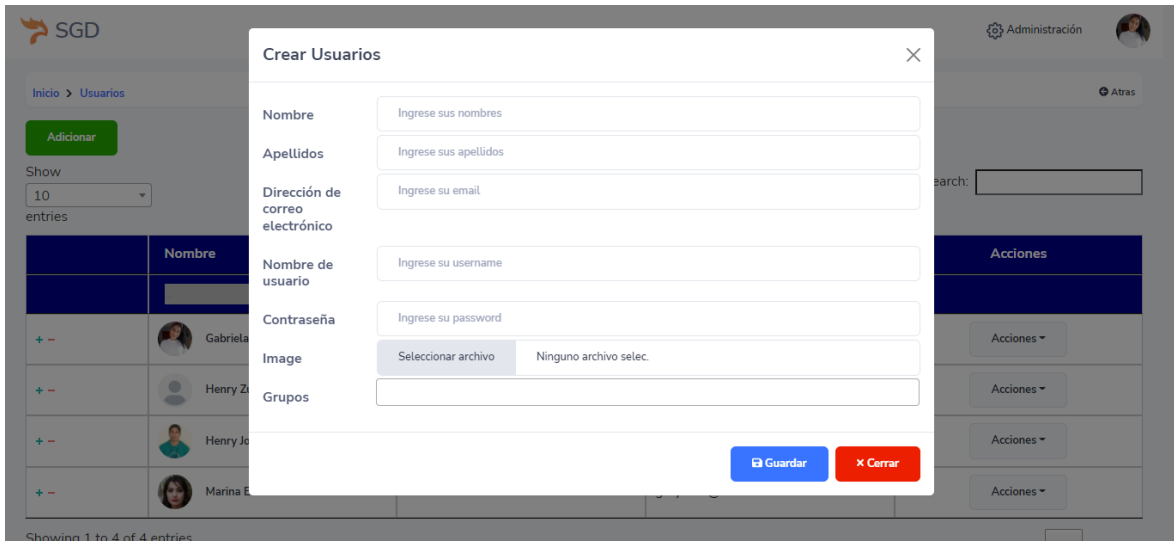 SGD
Administración
Crear Usuarios
Inicio > Usuarios
Atras
Adicionar
Show
10
entries
earch:
Nombre
Ingrese sus nombres
Apellidos
Ingrese sus apellidos
Dirección de
correo
electrónico
Ingrese su email
Nombre de
usuario
Ingrese su username
Contraseña
Ingrese su password
Image
Seleccionar archivo
Ninguno archivo selec.
Grupos
Guardar
× Cerrar
Nombre
Acciones
+ − Gabriela
Acciones
+ − Henry
Acciones
+ −
Henry Jo
Acciones
+ − Marina E
Acciones
Showing 1 to 4 of 4 entries